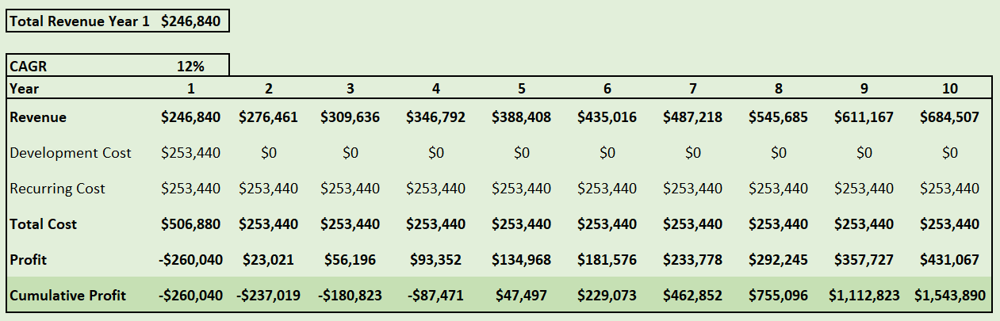 Total Revenue Year 1 $246,840
CAGR 12%
Year 1 2 3 4 5 6 7 8 9 10
Revenue $246,840 $276,461 $309,636 $346,792 $388,408 $435,016 $487,218 $545,685 $611,167 $684,507
Development Cost $253,440 $0 $0 $0 $0 $0 $0 $0 $0 $0
Recurring Cost $253,440 $253,440 $253,440 $253,440 $253,440 $253,440 $253,440 $253,440 $253,440 $253,440
Total Cost $506,880 $253,440 $253,440 $253,440 $253,440 $253,440 $253,440 $253,440 $253,440 $253,440
Profit -$260,040 $23,021 $56,196 $93,352 $134,968 $181,576 $233,778 $292,245 $357,727 $431,067
Cumulative Profit -$260,040 -$237,019 -$180,823 -$87,471 $47,497 $229,073 $462,852 $755,096 $1,112,823 $1,543,890